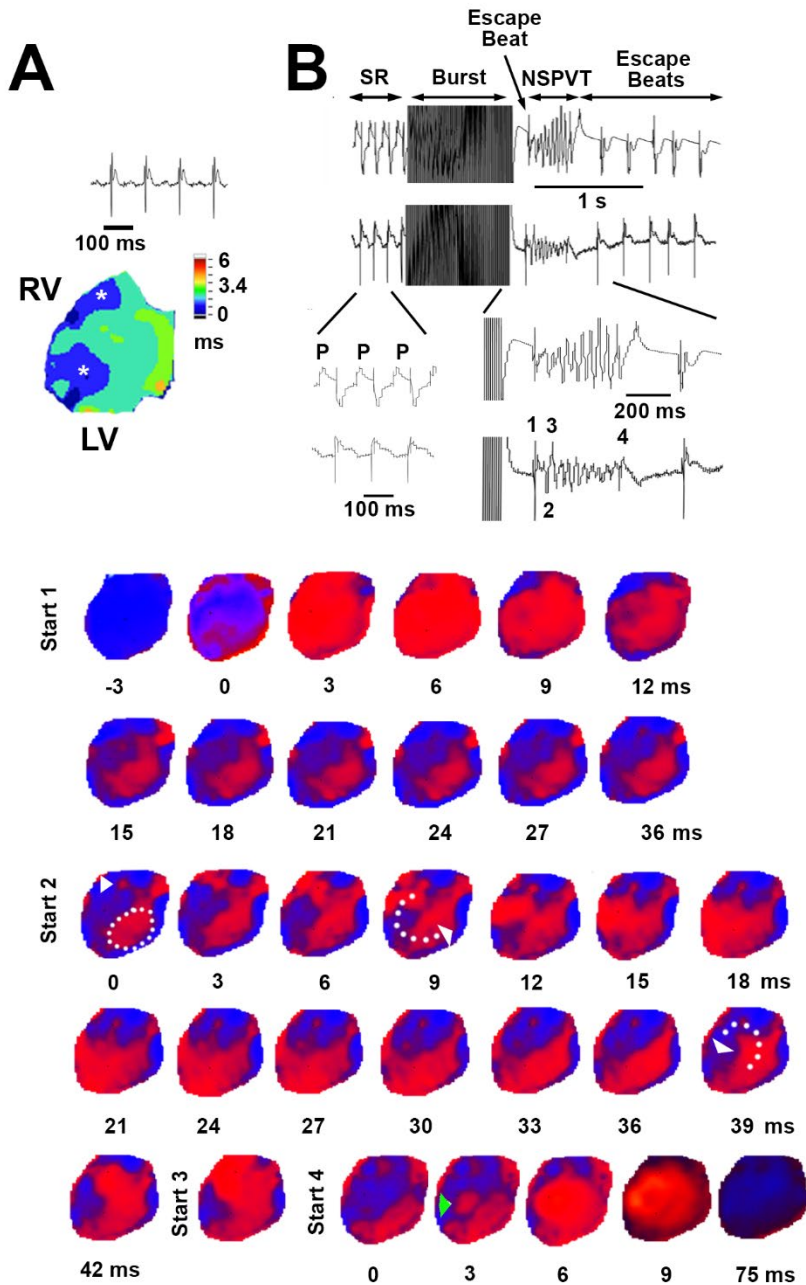 A
B
Escape
Beat
SR
Burst
NSPVT
Escape
Beats
100 ms
1 s
RV
6
3.4
0
ms
*
*
LV
P P P
100 ms
200 ms
1 3
4
2
Start 1
-3 0 3 6 9 12 ms
15 18 21 24 27 36 ms
Start 2
0 3 6 9 12 15 18 ms
21 24 27 30 33 36 39 ms
42 ms
Start 3
Start 4
0 3 6 9 75 ms